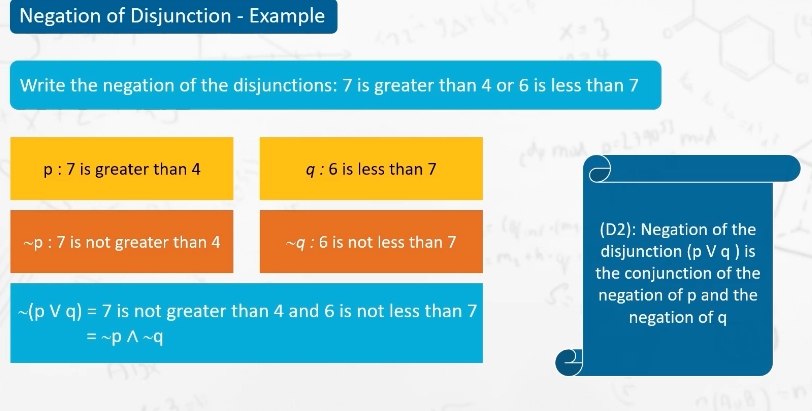 Negation of Disjunction - Example
Write the negation of the disjunctions: 7 is greater than 4 or 6 is less than 7
p : 7 is greater than 4
q : 6 is less than 7
~p : 7 is not greater than 4
~q : 6 is not less than 7
~(p V q) = 7 is not greater than 4 and 6 is not less than 7
= ~p Λ ~q
(D2): Negation of the
disjunction (p V q ) is
the conjunction of the
negation of p and the
negation of q